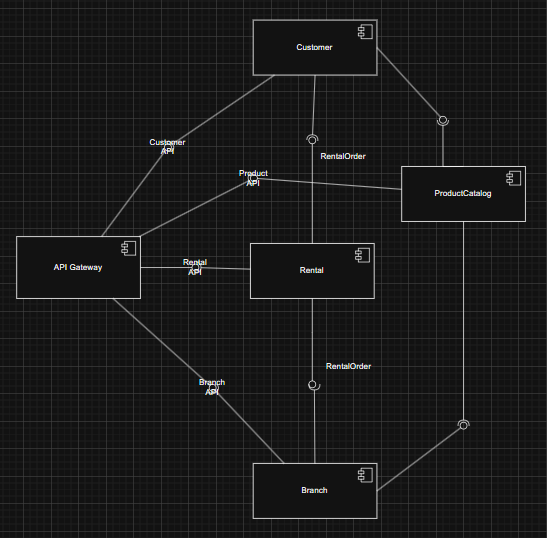 Customer
Customer
API
RentalOrder
Product
API
ProductCatalog
API Gateway
Rental
API
Rental
RentalOrder
Branch
API
Branch